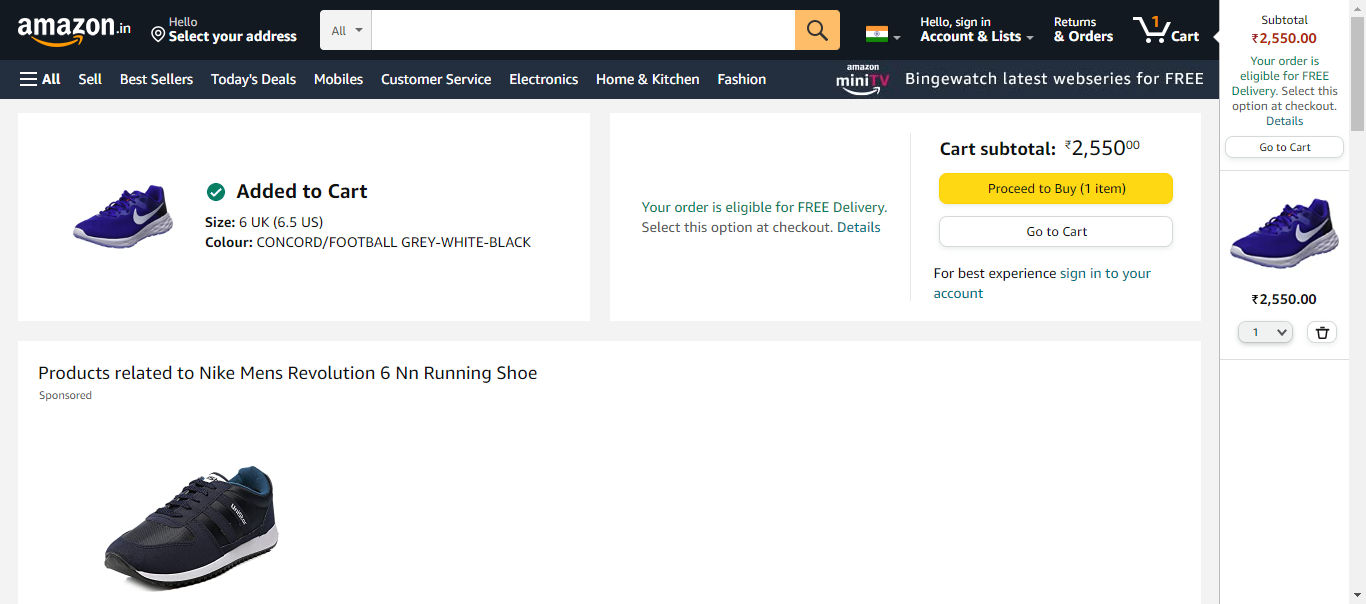 amazon.in
Hello
Select your address
All
Hello, sign in
Account & Lists
Returns
& Orders
1
Cart
All
Sell
Best Sellers
Today's Deals
Mobiles
Customer Service
Electronics
Home & Kitchen
Fashion
amazon
miniTV
Bingewatch latest webseries for FREE
Added to Cart
Size: 6 UK (6.5 US)
Colour: CONCORD/FOOTBALL GREY-WHITE-BLACK
Your order is eligible for FREE Delivery.
Select this option at checkout. Details
Cart subtotal: ₹2,55000
Proceed to Buy (1 item)
Go to Cart
For best experience sign in to your
account
Subtotal
₹2,550.00
Your order is
eligible for FREE
Delivery. Select this
option at checkout.
Details
Go to Cart
₹2,550.00
1
Products related to Nike Mens Revolution 6 Nn Running Shoe
Sponsored
UniStar